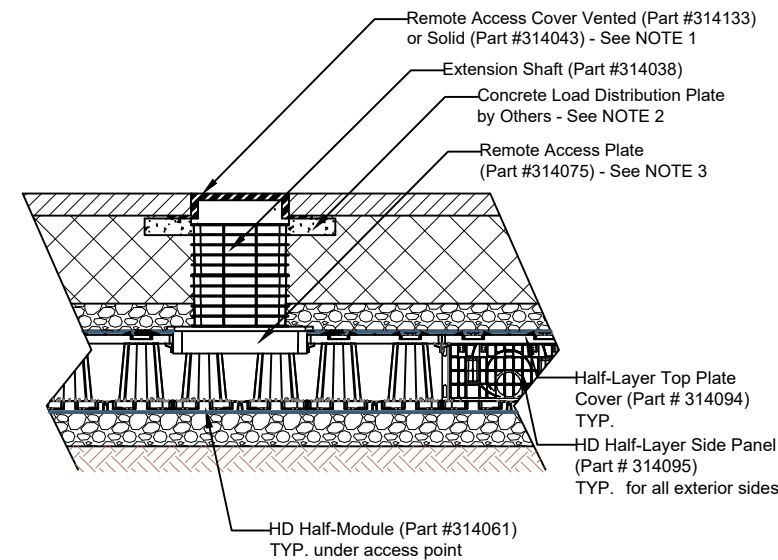 Remote Access Cover Vented (Part #314133)
or Solid (Part #314043) - See NOTE 1
Extension Shaft (Part #314038)
Concrete Load Distribution Plate
by Others - See NOTE 2
Remote Access Plate
(Part #314075) - See NOTE 3
Half-Layer Top Plate
Cover (Part # 314094)
TYP.
HD Half-Layer Side Panel
(Part # 314095)
TYP. for all exterior sides
HD Half-Module (Part #314061)
TYP. under access point